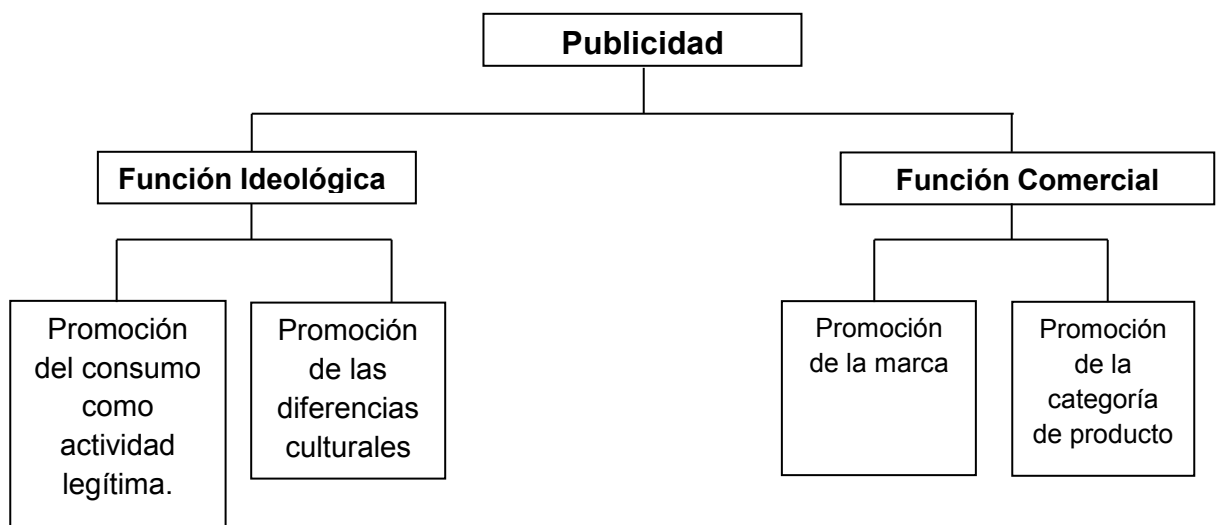 Publicidad
Función Ideológica
Función Comercial
Promoción
del consumo
como
actividad
legítima.
Promoción
de las
diferencias
culturales
Promoción
de la marca
Promoción
de la
categoría
de producto